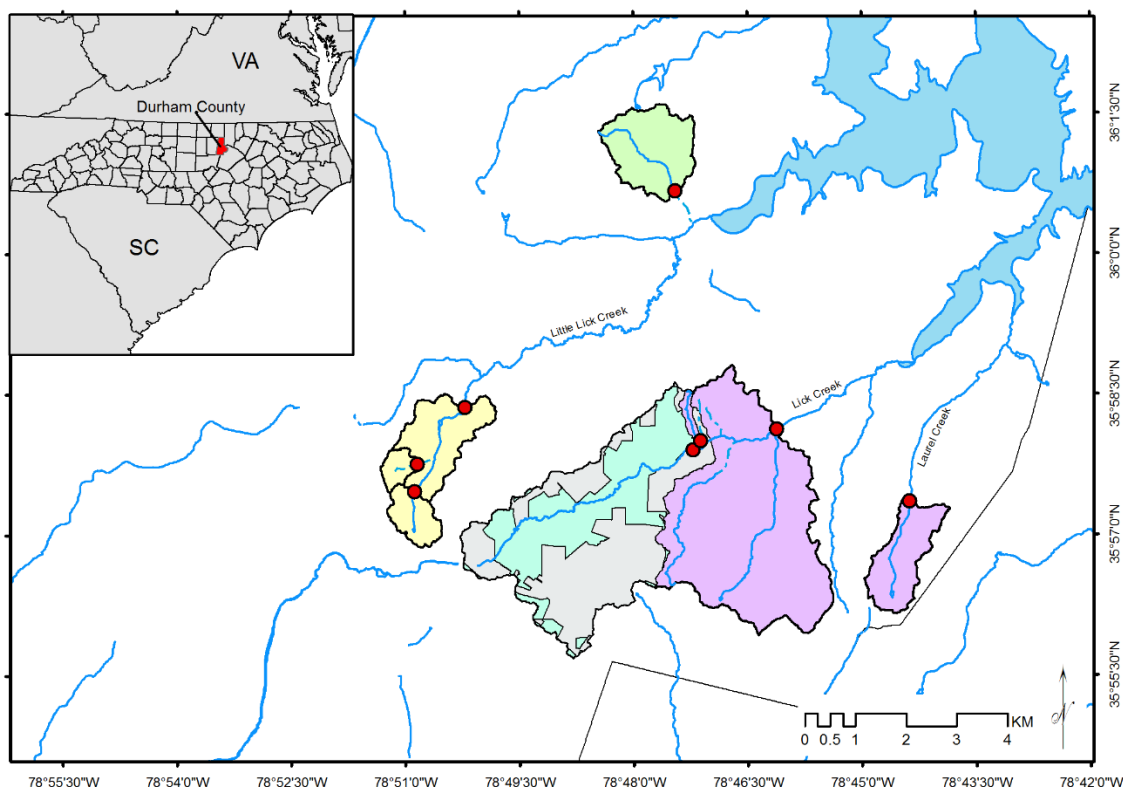 VA
Durham County
SC
Little Lick Creek
Lick Creek
Laurel Creek
36°1'30"N
36°0'0"N
35°58'30"N
35°57'0"N
35°55'30"N
KM
0 0.5 1 2 3 4
N
78°55'30"W 78°54'0"W 78°52'30"W 78°51'0"W 78°49'30"W 78°48'0"W 78°46'30"W 78°45'0"W 78°43'30"W 78°42'0"W